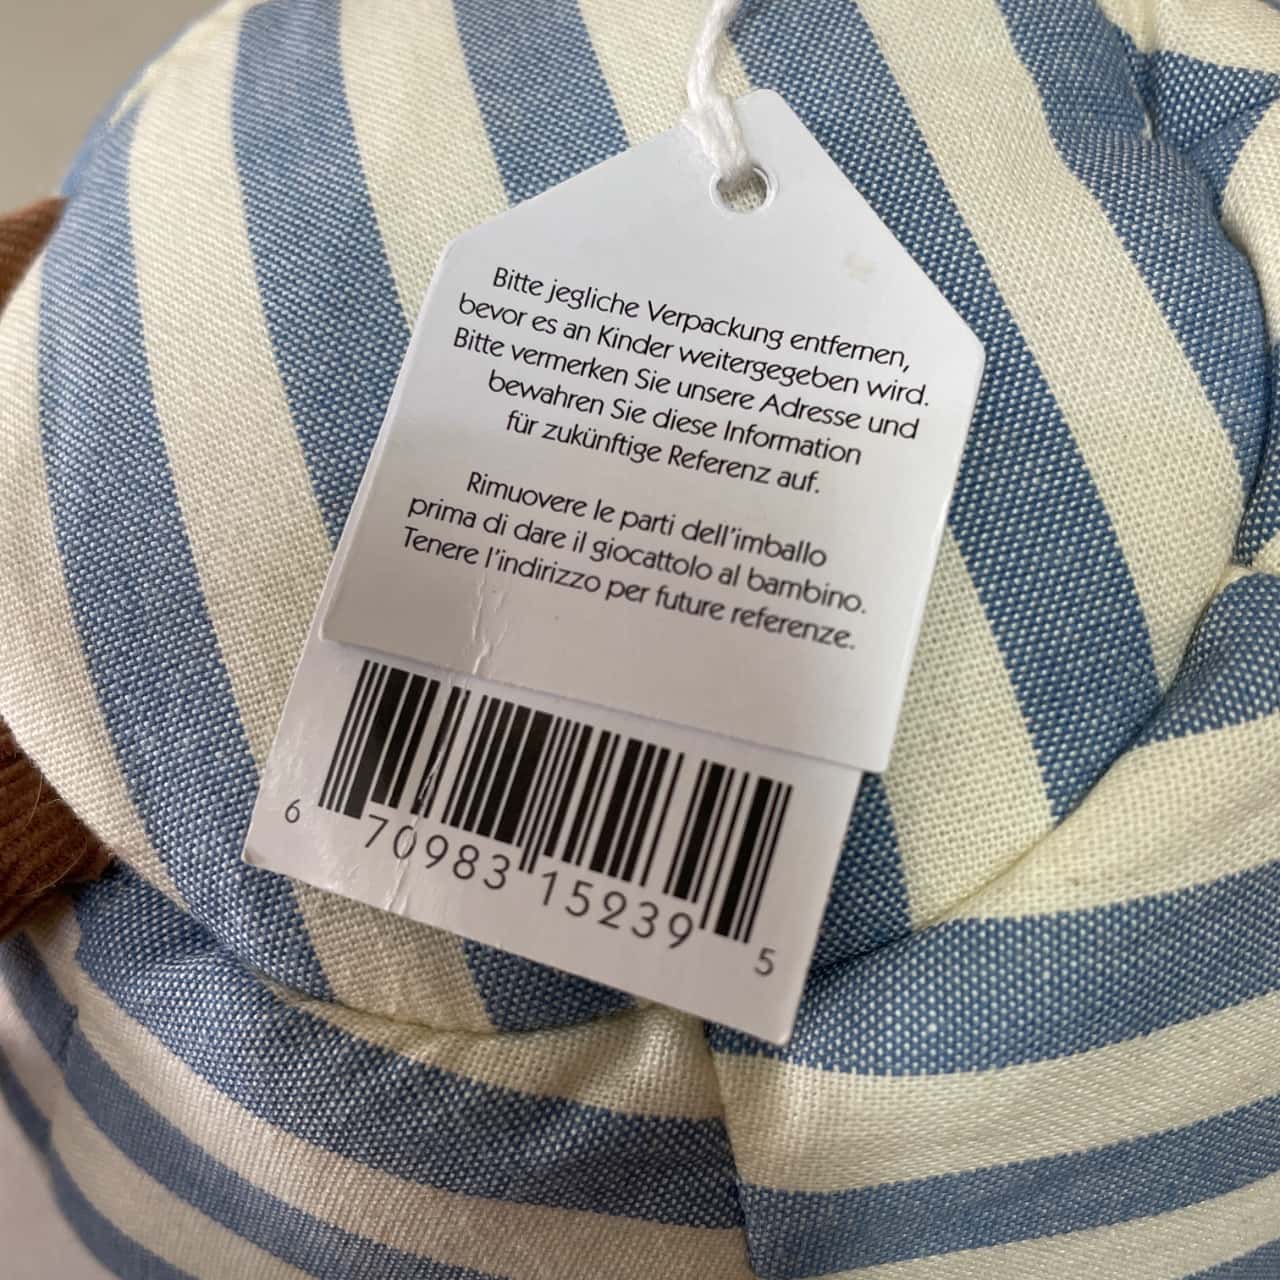 Bitte jegliche Verpackung entfernen,
bevor es an Kinder weitergegeben wird.
Bitte vermerken Sie unsere Adresse und
bewahren Sie diese Information
für zukünftige Referenz auf.
Rimuovere le parti dell'imballo
prima di dare il giocattolo al bambino.
Tenere l'indirizzo per future referenze.
6 70983 15239 5